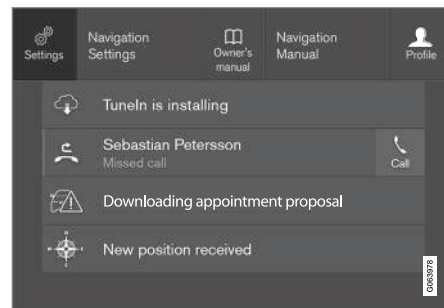 Settings
Navigation
Settings
Owner's
manual
Navigation
Manual
Profile
TuneIn is installing
Sebastian Petersson
Missed call
Call
Downloading appointment proposal
New position received
G063978